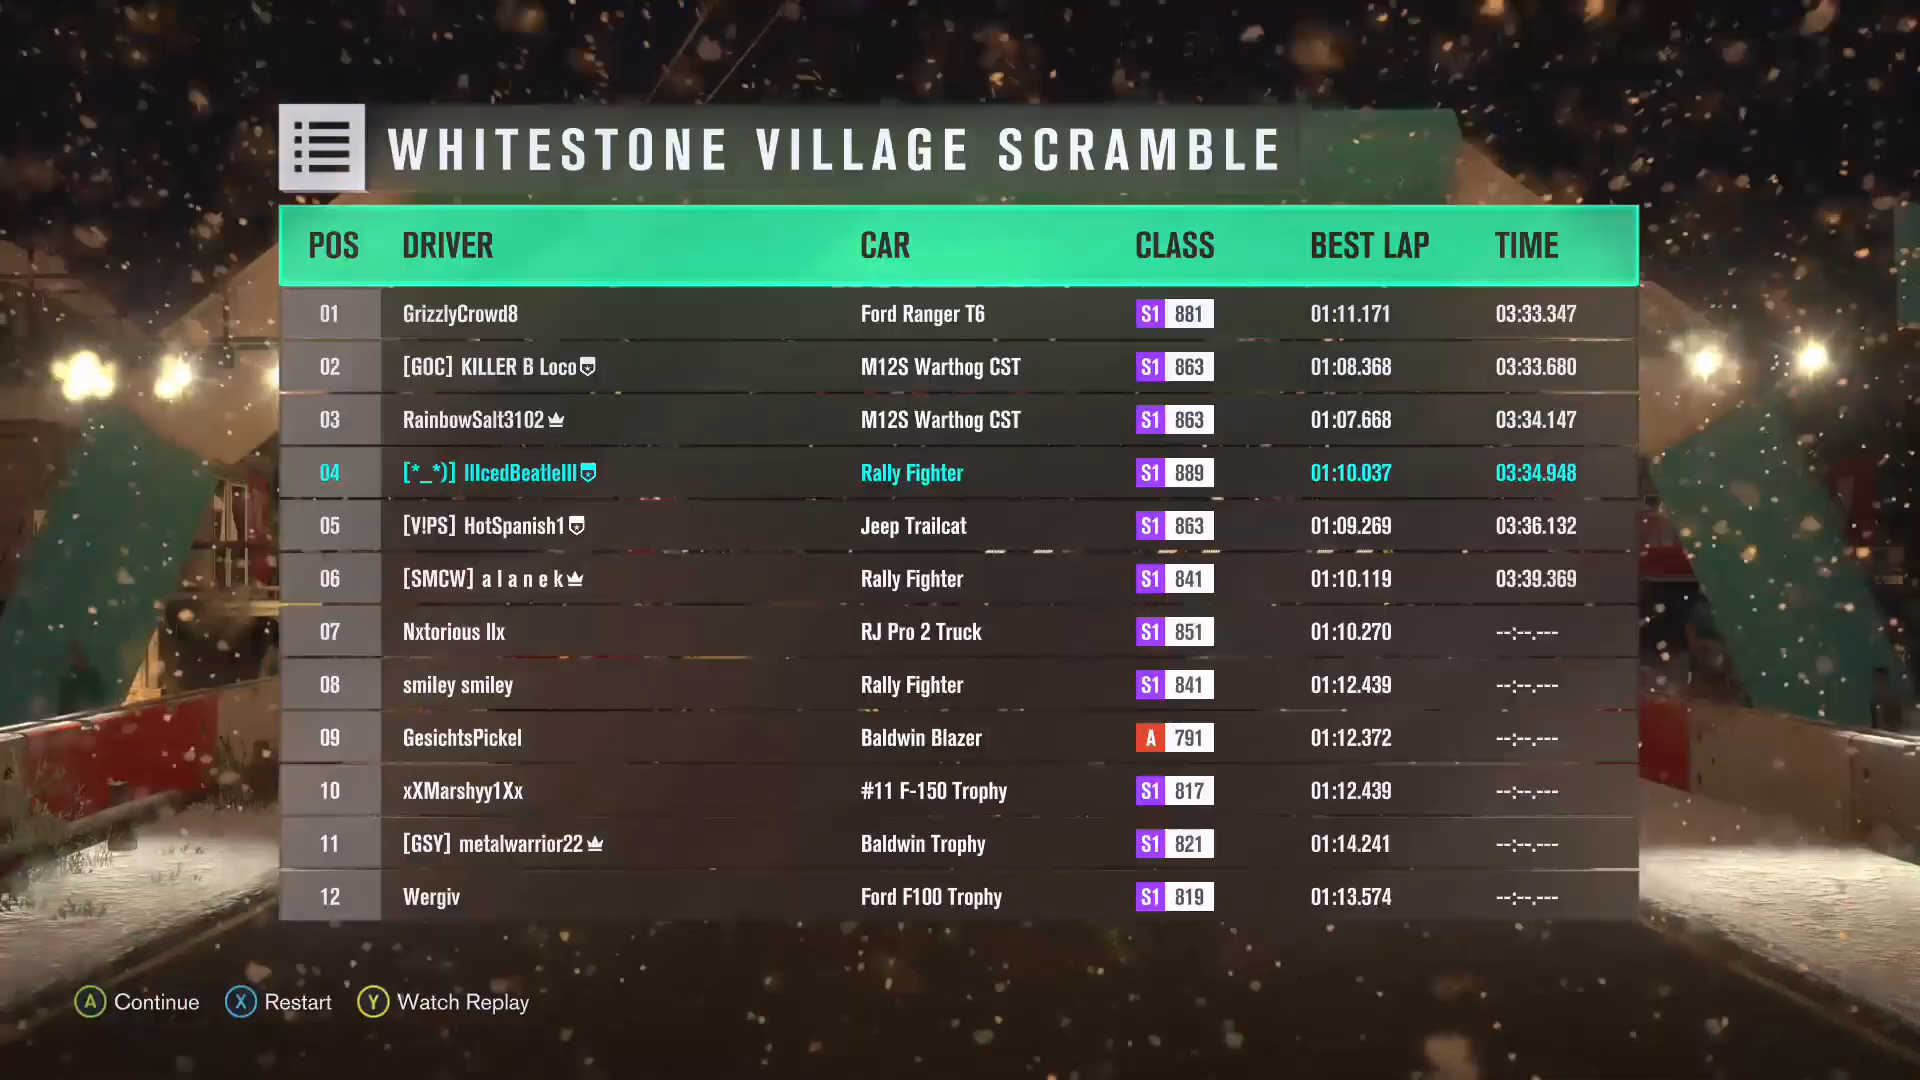 WHITESTONE VILLAGE SCRAMBLE
POS DRIVER CAR CLASS BEST LAP TIME
01 GrizzlyCrowd8 Ford Ranger T6 S1 881 01:11.171 03:33.347
02 [GOC] KILLER B Loco M12S Warthog CST S1 863 01:08.368 03:33.680
03 RainbowSalt3102 M12S Warthog CST S1 863 01:07.668 03:34.147
04 [*_*)] IIIcedBeatleIII Rally Fighter S1 889 01:10.037 03:34.948
05 [V!PS] HotSpanish1 Jeep Trailcat S1 863 01:09.269 03:36.132
06 [SMCW] a l a n e k Rally Fighter S1 841 01:10.119 03:39.369
07 Nxtorious IIx RJ Pro 2 Truck S1 851 01:10.270 --:--.---
08 smiley smiley Rally Fighter S1 841 01:12.439 --:--.---
09 GesichtsPickel Baldwin Blazer A 791 01:12.372 --:--.---
10 xXMarshyy1Xx #11 F-150 Trophy S1 817 01:12.439 --:--.---
11 [GSY] metalwarrior22 Baldwin Trophy S1 821 01:14.241 --:--.---
12 Wergiv Ford F100 Trophy S1 819 01:13.574 --:--.---
A Continue X Restart Y Watch Replay